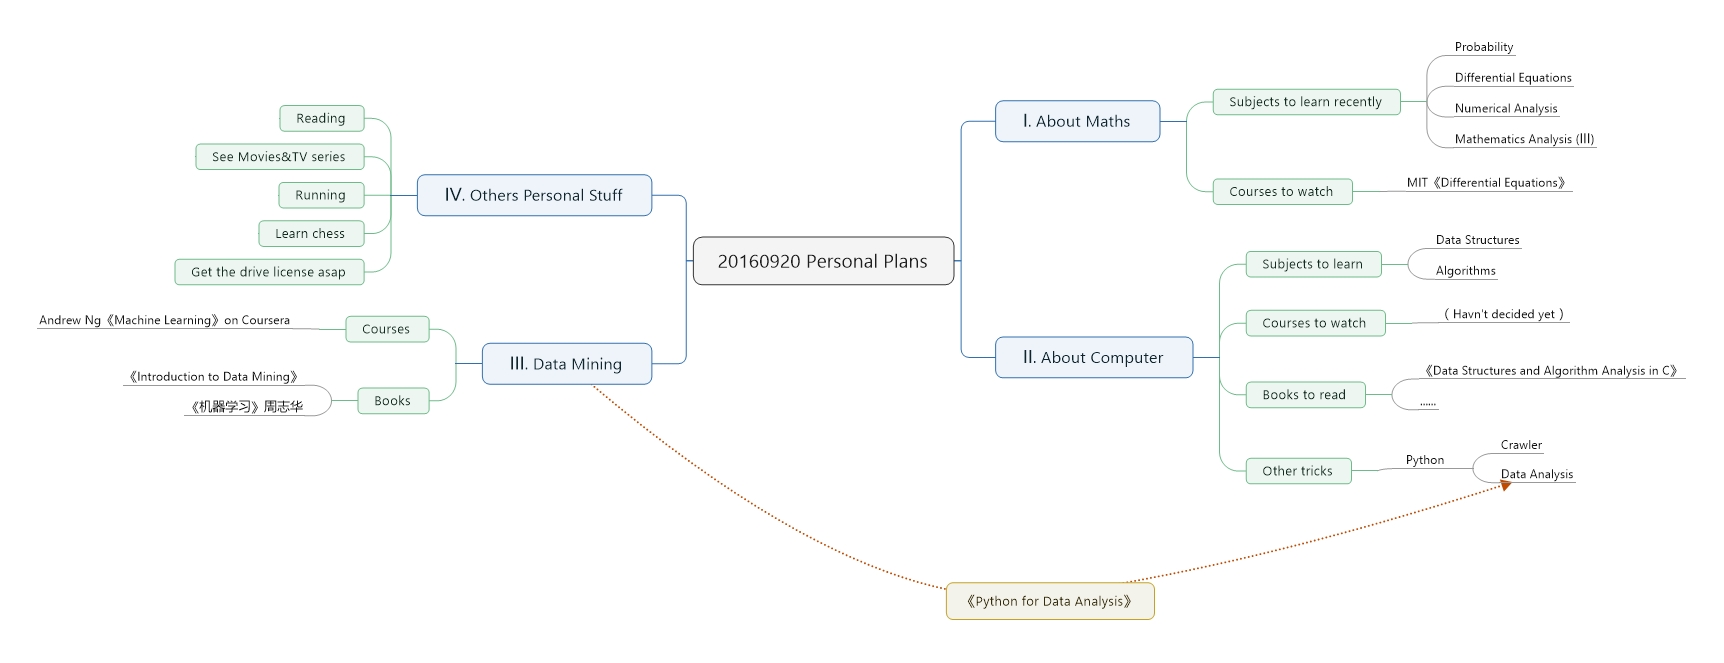 20160920 Personal Plans
Ⅰ. About Maths
Subjects to learn recently
Probability
Differential Equations
Numerical Analysis
Mathematics Analysis (Ⅲ)
Courses to watch
MIT《Differential Equations》
Ⅱ. About Computer
Subjects to learn
Data Structures
Algorithms
Courses to watch
( Havn't decided yet )
Books to read
《Data Structures and Algorithm Analysis in C》
......
Other tricks
Python
Crawler
Data Analysis
Ⅲ. Data Mining
Courses
Andrew Ng《Machine Learning》on Coursera
Books
《Introduction to Data Mining》
《机器学习》周志华
Ⅳ. Others Personal Stuff
Reading
See Movies&TV series
Running
Learn chess
Get the drive license asap
《Python for Data Analysis》